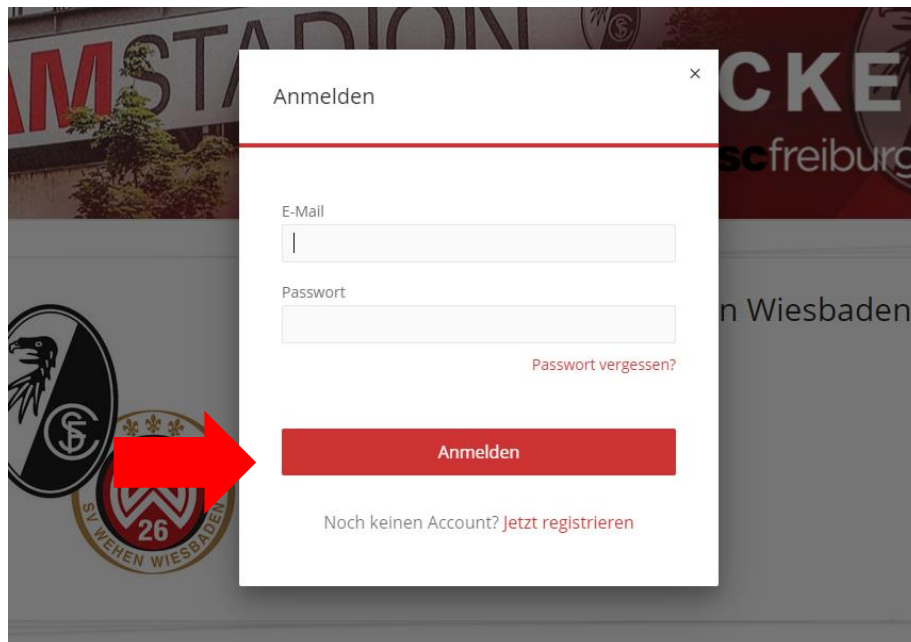 AMSTADION
CKE
scfreiburg
Anmelden
×
E-Mail
Passwort
n Wiesbaden
Passwort vergessen?
Anmelden
Noch keinen Account? Jetzt registrieren
SC
26
SV WEHEN WIESBADEN